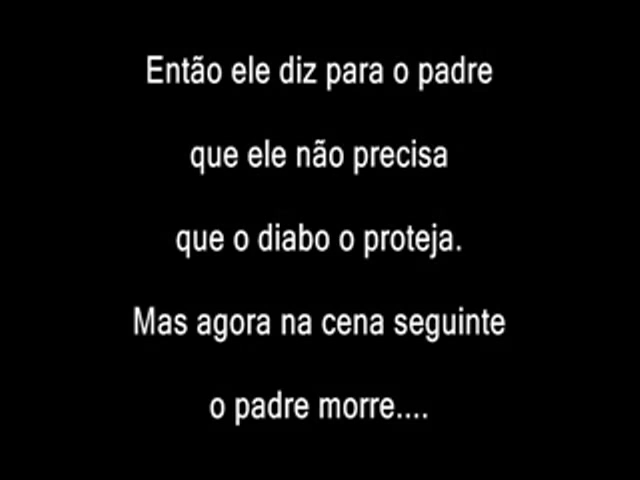 Então ele diz para o padre
que ele não precisa
que o diabo o proteja.
Mas agora na cena seguinte
o padre morre....